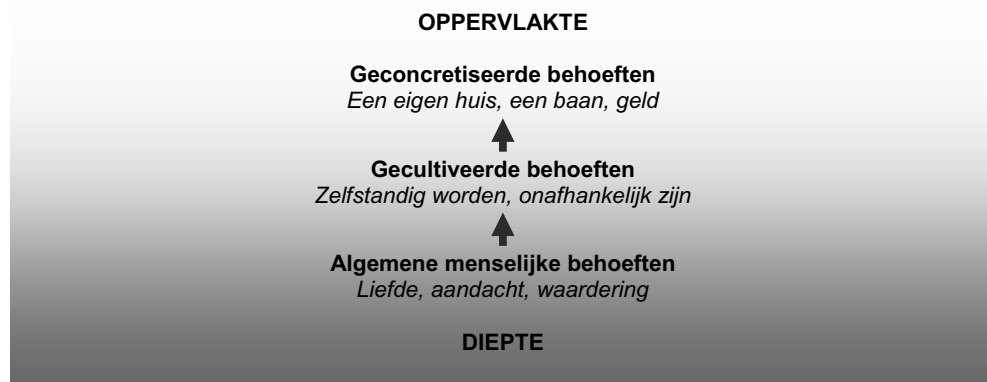 OPPERVLAKTE
Geconcretiseerde behoeften
Een eigen huis, een baan, geld
Gecultiveerde behoeften
Zelfstandig worden, onafhankelijk zijn
Algemene menselijke behoeften
Liefde, aandacht, waardering
DIEPTE